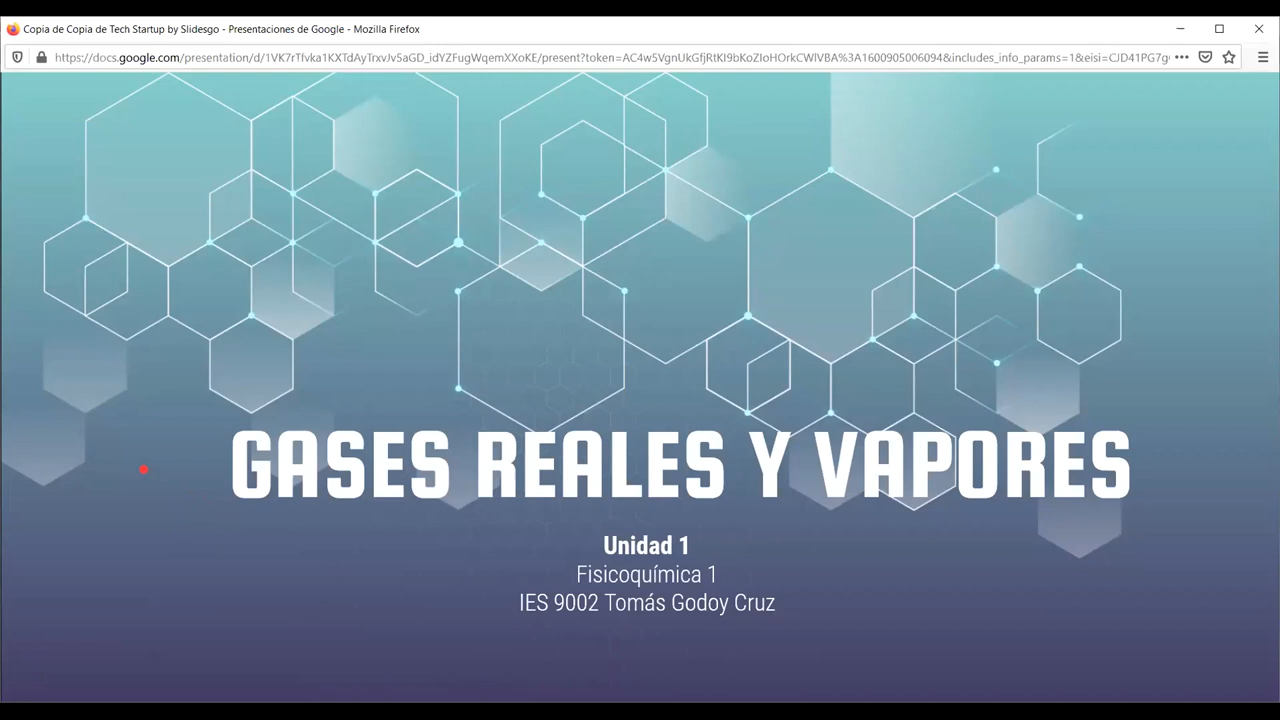 Copia de Copia de Tech Startup by Slidesgo - Presentaciones de Google - Mozilla Firefox
https://docs.google.com/presentation/d/1VK7rTfvka1KXTdAyTrxvJv5aGD_idYZFugWqemXXoKE/present?token=AC4w5VgnUkGfjRtKI9bKoZIoHOrkCWlVBA%3A1600905006094&includes_info_params=1&eisi=CJD41PG7g
GASES REALES Y VAPORES
Unidad 1
Fisicoquímica 1
IES 9002 Tomás Godoy Cruz